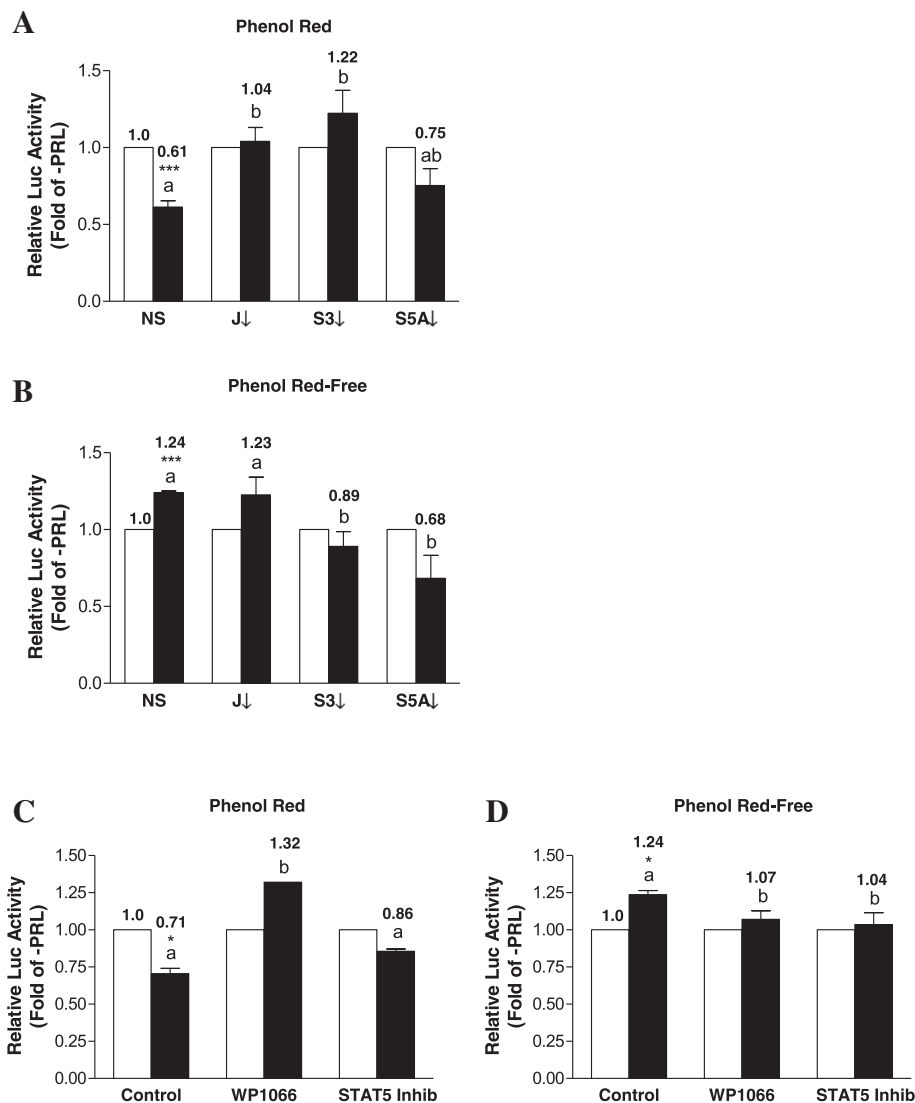 A
Phenol Red
Relative Luc Activity
(Fold of -PRL)
1.5
1.0
0.5
0.0
1.0
0.61
***
a
1.04
b
1.22
b
0.75
ab
NS
J↓
S3↓
S5A↓
B
Phenol Red-Free
Relative Luc Activity
(Fold of -PRL)
1.5
1.0
0.5
0.0
1.0
1.24
***
a
1.23
a
0.89
b
0.68
b
NS
J↓
S3↓
S5A↓
C
Phenol Red
Relative Luc Activity
(Fold of -PRL)
1.50
1.25
1.00
0.75
0.50
0.25
0.00
1.0
0.71
*
a
1.32
b
0.86
a
Control
WP1066
STAT5 Inhib
D
Phenol Red-Free
Relative Luc Activity
(Fold of -PRL)
1.50
1.25
1.00
0.75
0.50
0.25
0.00
1.0
1.24
*
a
1.07
b
1.04
b
Control
WP1066
STAT5 Inhib